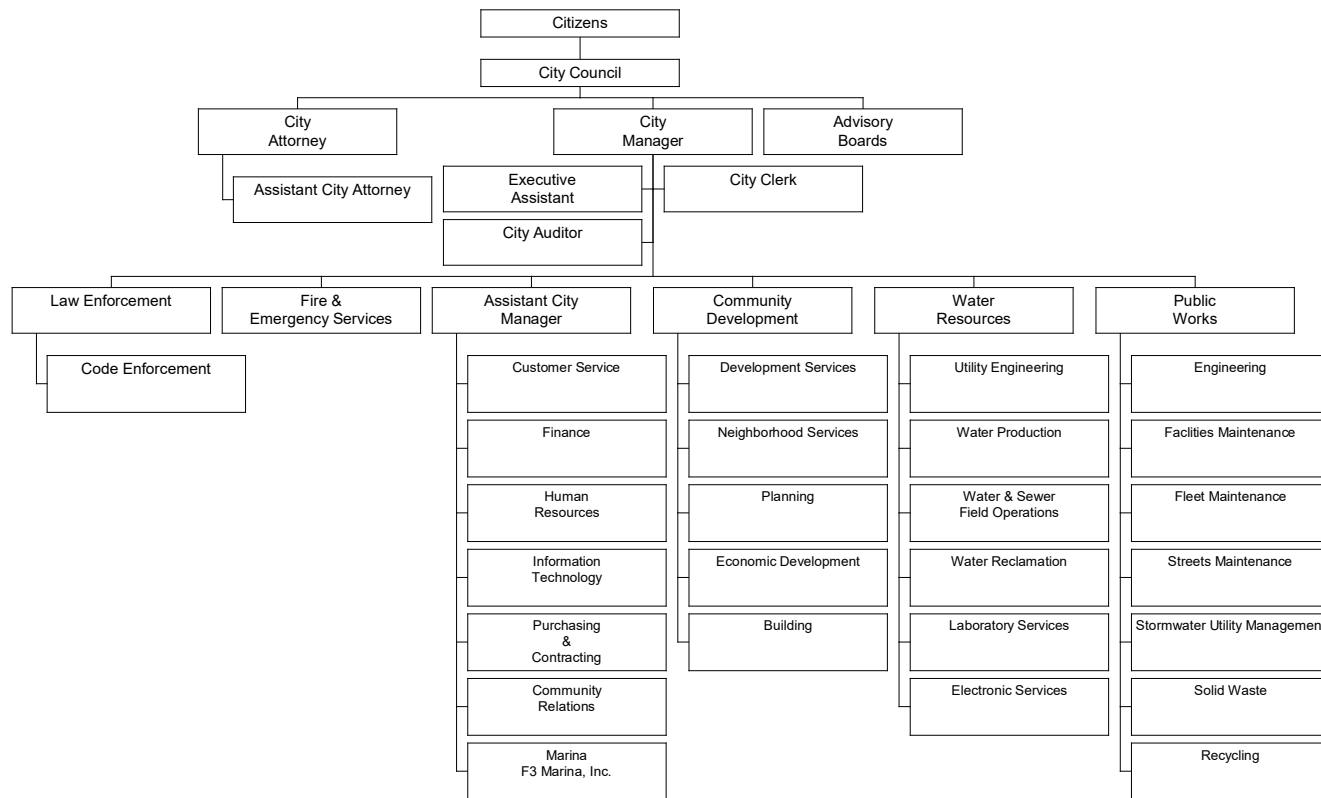 Citizens
City Council
City
Attorney
City
Manager
Advisory
Boards
Assistant City Attorney
Executive
Assistant
City Clerk
City Auditor
Law Enforcement
Fire &
Emergency Services
Assistant City
Manager
Community
Development
Water
Resources
Public
Works
Code Enforcement
Customer Service
Finance
Human
Resources
Information
Technology
Purchasing
&
Contracting
Community
Relations
Marina
F3 Marina, Inc.
Development Services
Neighborhood Services
Planning
Economic Development
Building
Utility Engineering
Water Production
Water & Sewer
Field Operations
Water Reclamation
Laboratory Services
Electronic Services
Engineering
Faclities Maintenance
Fleet Maintenance
Streets Maintenance
Stormwater Utility Management
Solid Waste
Recycling